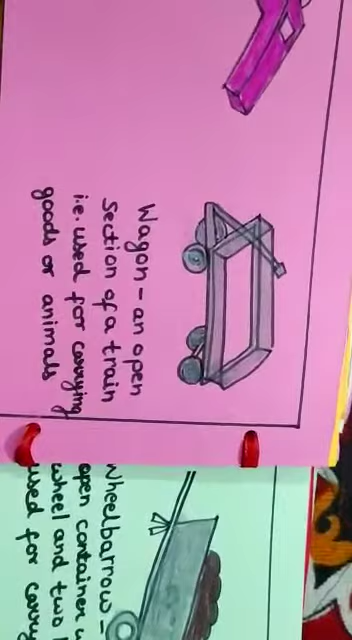 Wagon - an open
section of a train
i.e. used for carrying
goods or animals
Wheelbarrow -
open container
wheel and two
used for carry